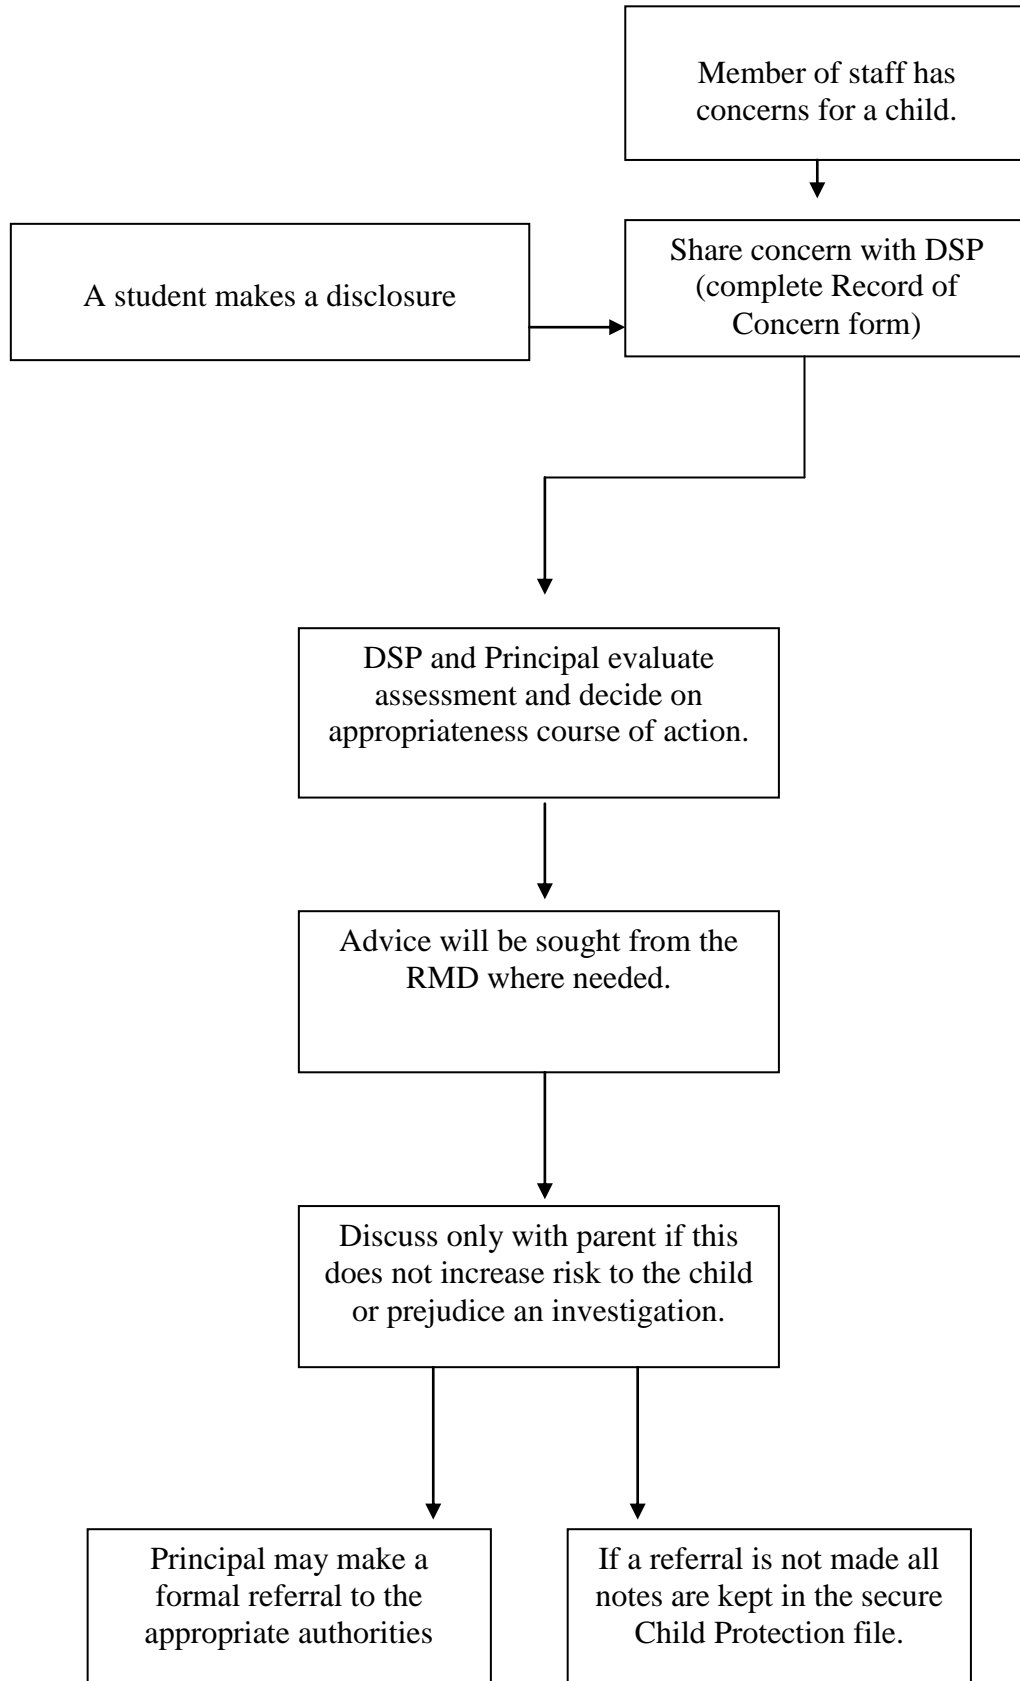 Member of staff has
concerns for a child.
A student makes a disclosure
Share concern with DSP
(complete Record of
Concern form)
DSP and Principal evaluate
assessment and decide on
appropriateness course of action.
Advice will be sought from the
RMD where needed.
Discuss only with parent if this
does not increase risk to the child
or prejudice an investigation.
Principal may make a
formal referral to the
appropriate authorities
If a referral is not made all
notes are kept in the secure
Child Protection file.